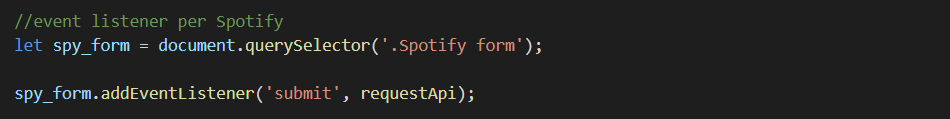 //event listener per Spotify
let spy_form = document.querySelector('.Spotify form');
spy_form.addEventListener('submit', requestApi);